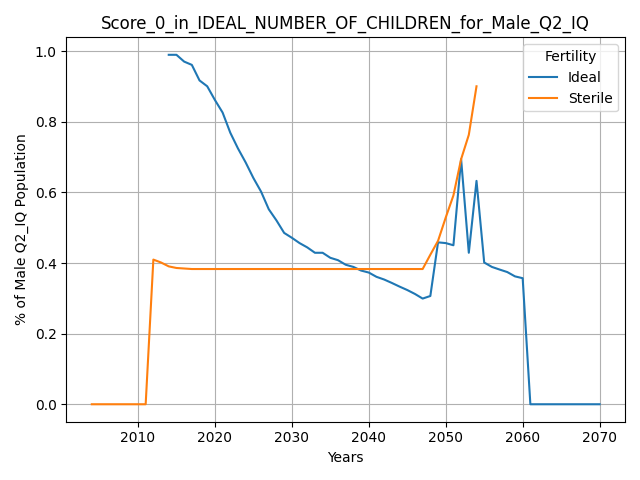 Score_0_in_IDEAL_NUMBER_OF_CHILDREN_for_Male_Q2_IQ
Fertility
Ideal
Sterile
% of Male Q2_IQ Population
1.0
0.8
0.6
0.4
0.2
0.0
2010 2020 2030 2040 2050 2060 2070
Years